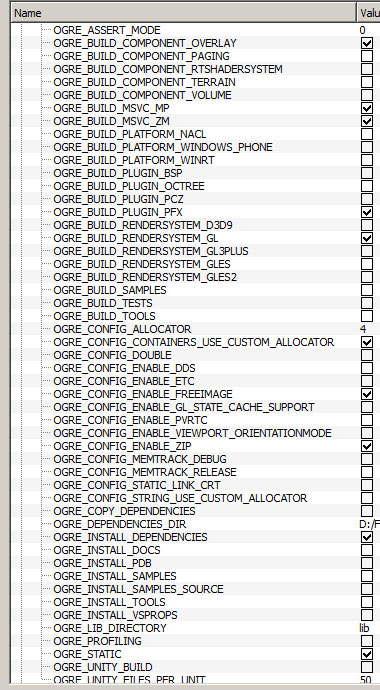 Name Valu
OGRE_ASSERT_MODE 0
OGRE_BUILD_COMPONENT_OVERLAY
OGRE_BUILD_COMPONENT_PAGING
OGRE_BUILD_COMPONENT_RTSHADERSYSTEM
OGRE_BUILD_COMPONENT_TERRAIN
OGRE_BUILD_COMPONENT_VOLUME
OGRE_BUILD_MSVC_MP
OGRE_BUILD_MSVC_ZM
OGRE_BUILD_PLATFORM_NACL
OGRE_BUILD_PLATFORM_WINDOWS_PHONE
OGRE_BUILD_PLATFORM_WINRT
OGRE_BUILD_PLUGIN_BSP
OGRE_BUILD_PLUGIN_OCTREE
OGRE_BUILD_PLUGIN_PCZ
OGRE_BUILD_PLUGIN_PFX
OGRE_BUILD_RENDERSYSTEM_D3D9
OGRE_BUILD_RENDERSYSTEM_GL
OGRE_BUILD_RENDERSYSTEM_GL3PLUS
OGRE_BUILD_RENDERSYSTEM_GLES
OGRE_BUILD_RENDERSYSTEM_GLES2
OGRE_BUILD_SAMPLES
OGRE_BUILD_TESTS
OGRE_BUILD_TOOLS
OGRE_CONFIG_ALLOCATOR 4
OGRE_CONFIG_CONTAINERS_USE_CUSTOM_ALLOCATOR
OGRE_CONFIG_DOUBLE
OGRE_CONFIG_ENABLE_DDS
OGRE_CONFIG_ENABLE_ETC
OGRE_CONFIG_ENABLE_FREEIMAGE
OGRE_CONFIG_ENABLE_GL_STATE_CACHE_SUPPORT
OGRE_CONFIG_ENABLE_PVRTC
OGRE_CONFIG_ENABLE_VIEWPORT_ORIENTATIONMODE
OGRE_CONFIG_ENABLE_ZIP
OGRE_CONFIG_MEMTRACK_DEBUG
OGRE_CONFIG_MEMTRACK_RELEASE
OGRE_CONFIG_STATIC_LINK_CRT
OGRE_CONFIG_STRING_USE_CUSTOM_ALLOCATOR
OGRE_COPY_DEPENDENCIES
OGRE_DEPENDENCIES_DIR D:/F
OGRE_INSTALL_DEPENDENCIES
OGRE_INSTALL_DOCS
OGRE_INSTALL_PDB
OGRE_INSTALL_SAMPLES
OGRE_INSTALL_SAMPLES_SOURCE
OGRE_INSTALL_TOOLS
OGRE_INSTALL_VSPROPS
OGRE_LIB_DIRECTORY lib
OGRE_PROFILING
OGRE_STATIC
OGRE_UNITY_BUILD
OGRE_UNITY_FILES_PER_UNIT 50